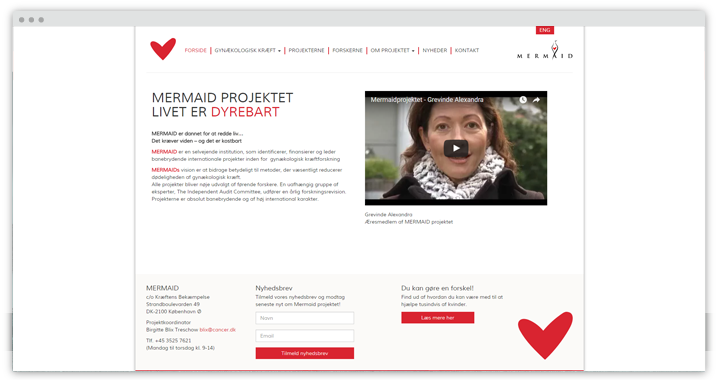 ENG
FORSIDE
GYNÆKOLOGISK KRÆFT
PROJEKTERNE
FORSKERNE
OM PROJEKTET
NYHEDER
KONTAKT
MERMAID
MERMAID PROJEKTET
LIVET ER DYREBART
MERMAID er dannet for at redde liv...
Det kræver viden – og det er kostbart
MERMAID er en selvejende institution, som identificerer, finansierer og leder
banebrydende internationale projekter inden for gynækologisk kræftforskning
MERMAIDs vision er at bidrage betydeligt til metoder, der væsentligt reducerer
dødeligheden af gynækologisk kræft.
Alle projekter bliver nøje udvalgt af førende forskere. En uafhængig gruppe af
eksperter, The Independent Audit Committee, udfører en årlig forskningsrevision.
Projekterne er absolut banebrydende og af høj international karakter.
Mermaidprojektet - Grevinde Alexandra
Grevinde Alexandra
Æresmedlem af MERMAID projektet
MERMAID
c/o Kræftens Bekæmpelse
Strandboulevarden 49
DK-2100 København Ø
Projektkoordinator
Birgitte Blix Treschow blix@cancer.dk
Tlf. +45 3525 7621
(Mandag til torsdag kl. 9-14)
Nyhedsbrev
Tilmeld vores nyhedsbrev og modtag
seneste nyt om Mermaid projektet!
Navn
Email
Tilmeld nyhedsbrev
Du kan gøre en forskel!
Find ud af hvordan du kan være med til at
hjælpe tusindvis af kvinder.
Læs mere her